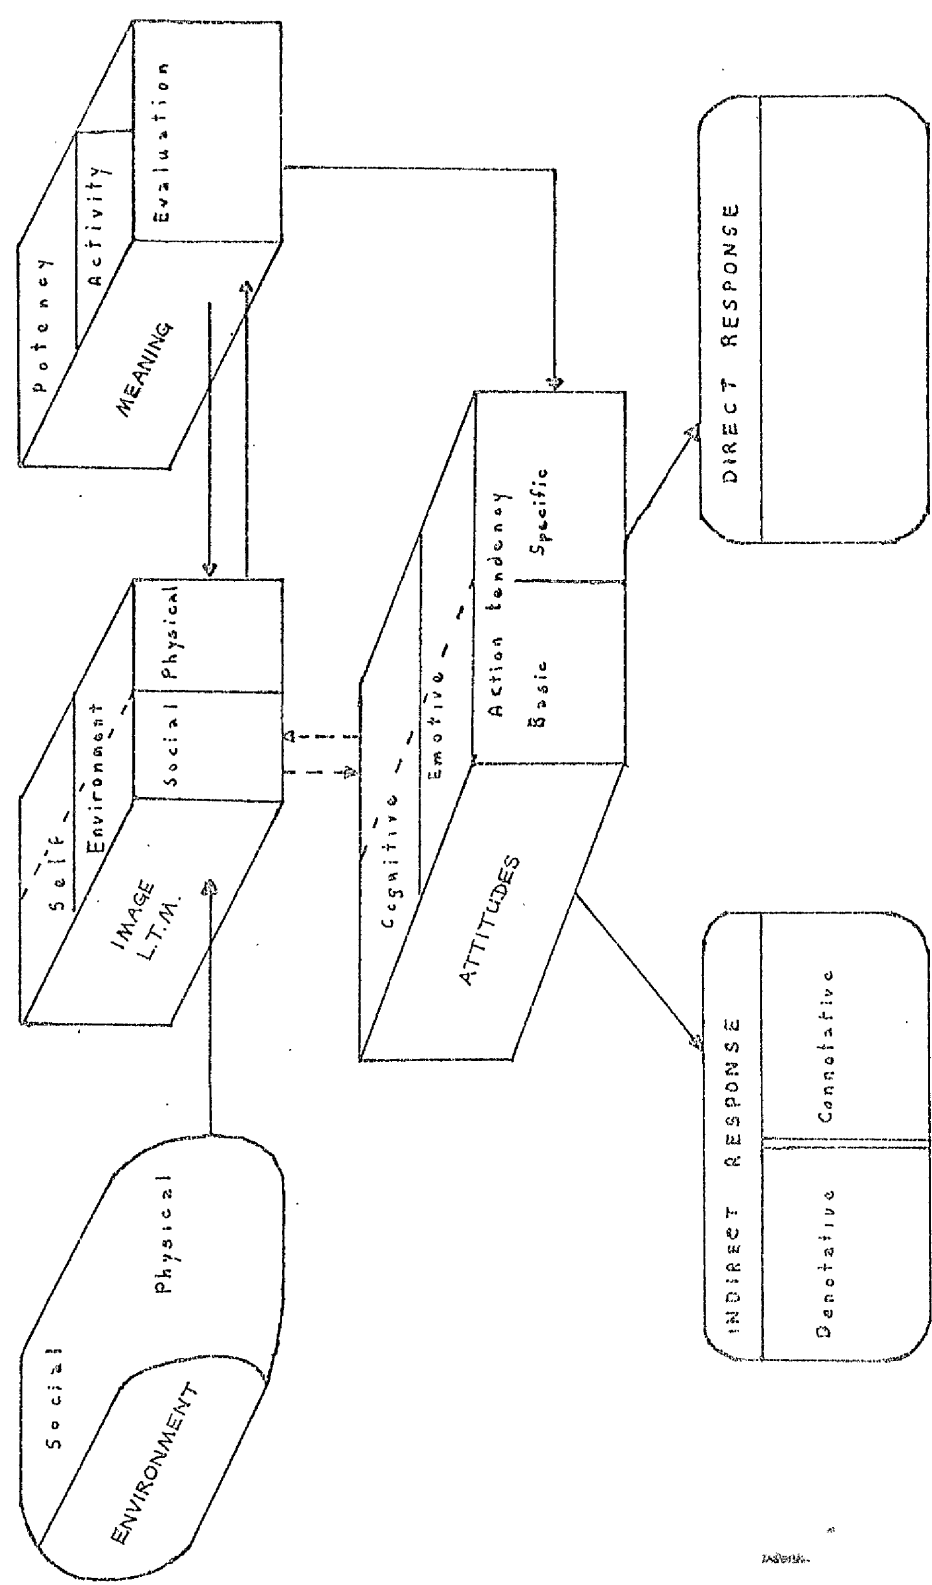 ENVIRONMENT
Social
Physical
IMAGE
L.T.M.
Self
Environment
Social
Physical
MEANING
Potency
Activity
Evaluation
ATTITUDES
Cognitive
Emotive
Action tendency
Basic
Specific
INDIRECT RESPONSE
Denotative
Connotative
DIRECT RESPONSE